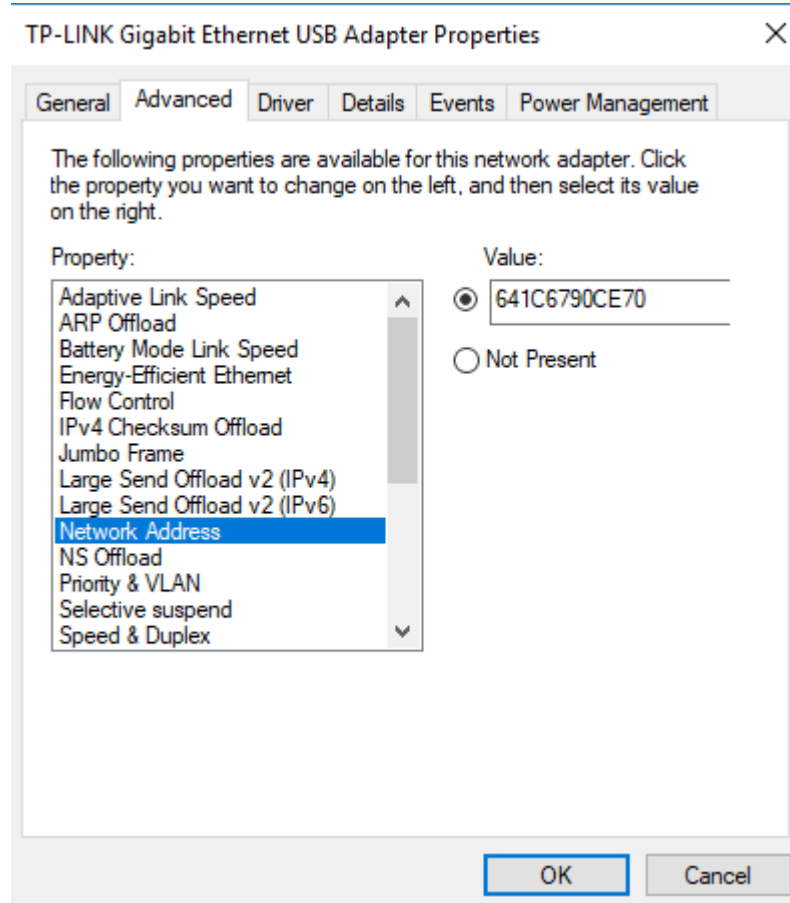 TP-LINK Gigabit Ethernet USB Adapter Properties
General Advanced Driver Details Events Power Management
The following properties are available for this network adapter. Click
the property you want to change on the left, and then select its value
on the right.
Property:
Value:
Adaptive Link Speed
ARP Offload
Battery Mode Link Speed
Energy-Efficient Ethernet
Flow Control
IPv4 Checksum Offload
Jumbo Frame
Large Send Offload v2 (IPv4)
Large Send Offload v2 (IPv6)
Network Address
NS Offload
Priority & VLAN
Selective suspend
Speed & Duplex
641C6790CE70
Not Present
OK
Cancel